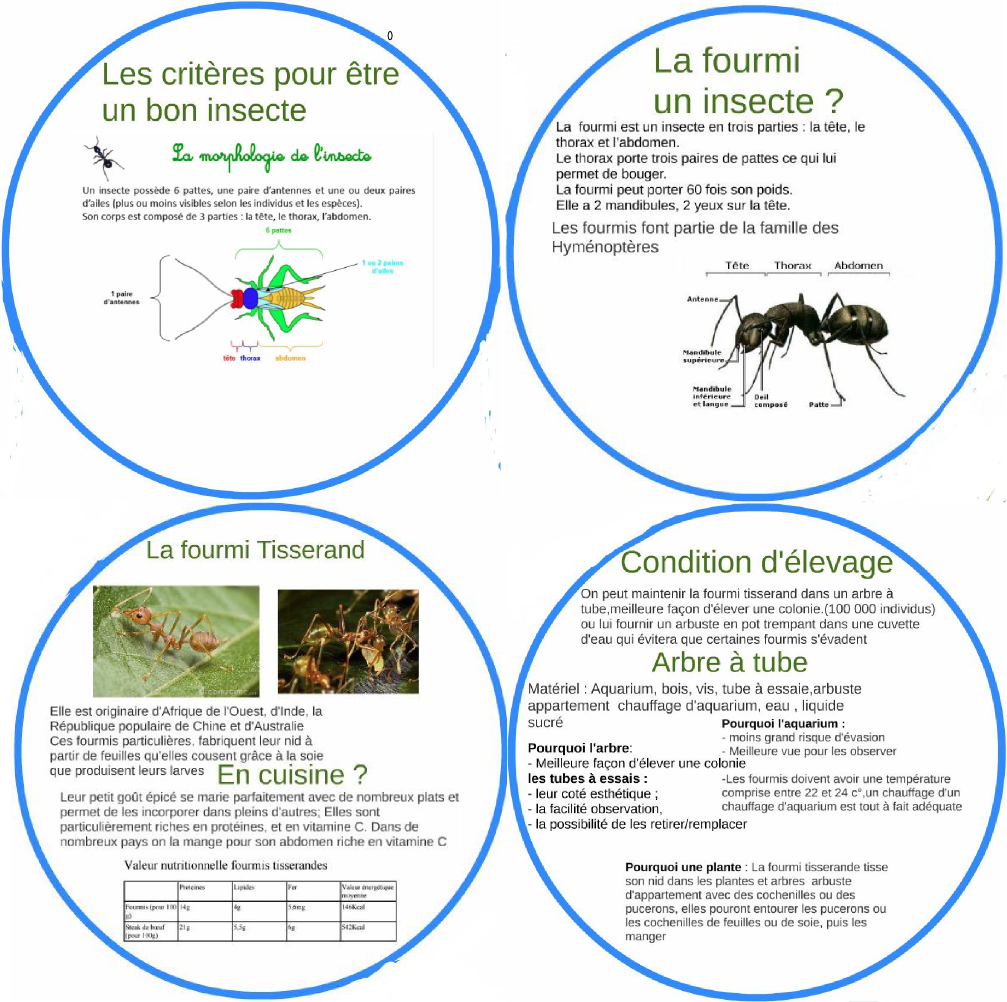 0
Les critères pour être
un bon insecte
La morphologie de l'insecte
Un insecte possède 6 pattes, une paire d'antennes et une ou deux paires
d'ailes (plus ou moins visibles selon les individus et les espèces).
Son corps est composé de 3 parties : la tête, le thorax, l'abdomen.
6 pattes
1 ou 2 paires
d'ailes
1 paire
d'antennes
tête thorax abdomen
La fourmi
un insecte ?
La fourmi est un insecte en trois parties : la tête, le
thorax et l'abdomen.
Le thorax porte trois paires de pattes ce qui lui
permet de bouger.
La fourmi peut porter 60 fois son poids.
Elle a 2 mandibules, 2 yeux sur la tête.
Les fourmis font partie de la famille des
Hyménoptères
Tête Thorax Abdomen
Antenne
Mandibule
supérieure
Mandibule
inférieure
et langue
Oeil
composé
Patte
La fourmi Tisserand
Elle est originaire d'Afrique de l'Ouest, d'Inde, la
République populaire de Chine et d'Australie
Ces fourmis particulières, fabriquent leur nid à
partir de feuilles qu'elles cousent grâce à la soie
que produisent leurs larves
En cuisine ?
Leur petit goût épicé se marie parfaitement avec de nombreux plats et
permet de les incorporer dans pleins d'autres; Elles sont
particulièrement riches en protéines, et en vitamine C. Dans de
nombreux pays on la mange pour son abdomen riche en vitamine C
Valeur nutritionnelle fourmis tisserandes
Proteines Lipides Fer Valeur énergétique
moyenne
Fourmis (pour 100
g) 14g 4g 5,6mg 146Kcal
Steak de bœuf
(pour 100g) 21g 5,5g 6g 542Kcal
Condition d'élevage
On peut maintenir la fourmi tisserand dans un arbre à
tube,meilleure façon d'élever une colonie.(100 000 individus)
ou lui fournir un arbuste en pot trempant dans une cuvette
d'eau qui évitera que certaines fourmis s'évadent
Arbre à tube
Matériel : Aquarium, bois, vis, tube à essaie,arbuste
appartement chauffage d'aquarium, eau , liquide
sucré
Pourquoi l'aquarium :
- moins grand risque d'évasion
- Meilleure vue pour les observer
Pourquoi l'arbre:
- Meilleure façon d'élever une colonie
les tubes à essais :
- leur coté esthétique ;
- la facilité observation,
- la possibilité de les retirer/remplacer
-Les fourmis doivent avoir une température
comprise entre 22 et 24 c°,un chauffage d'un
chauffage d'aquarium est tout à fait adéquate
Pourquoi une plante : La fourmi tisserande tisse
son nid dans les plantes et arbres arbuste
d'appartement avec des cochenilles ou des
pucerons, elles pouront entourer les pucerons ou
les cochenilles de feuilles ou de soie, puis les
manger